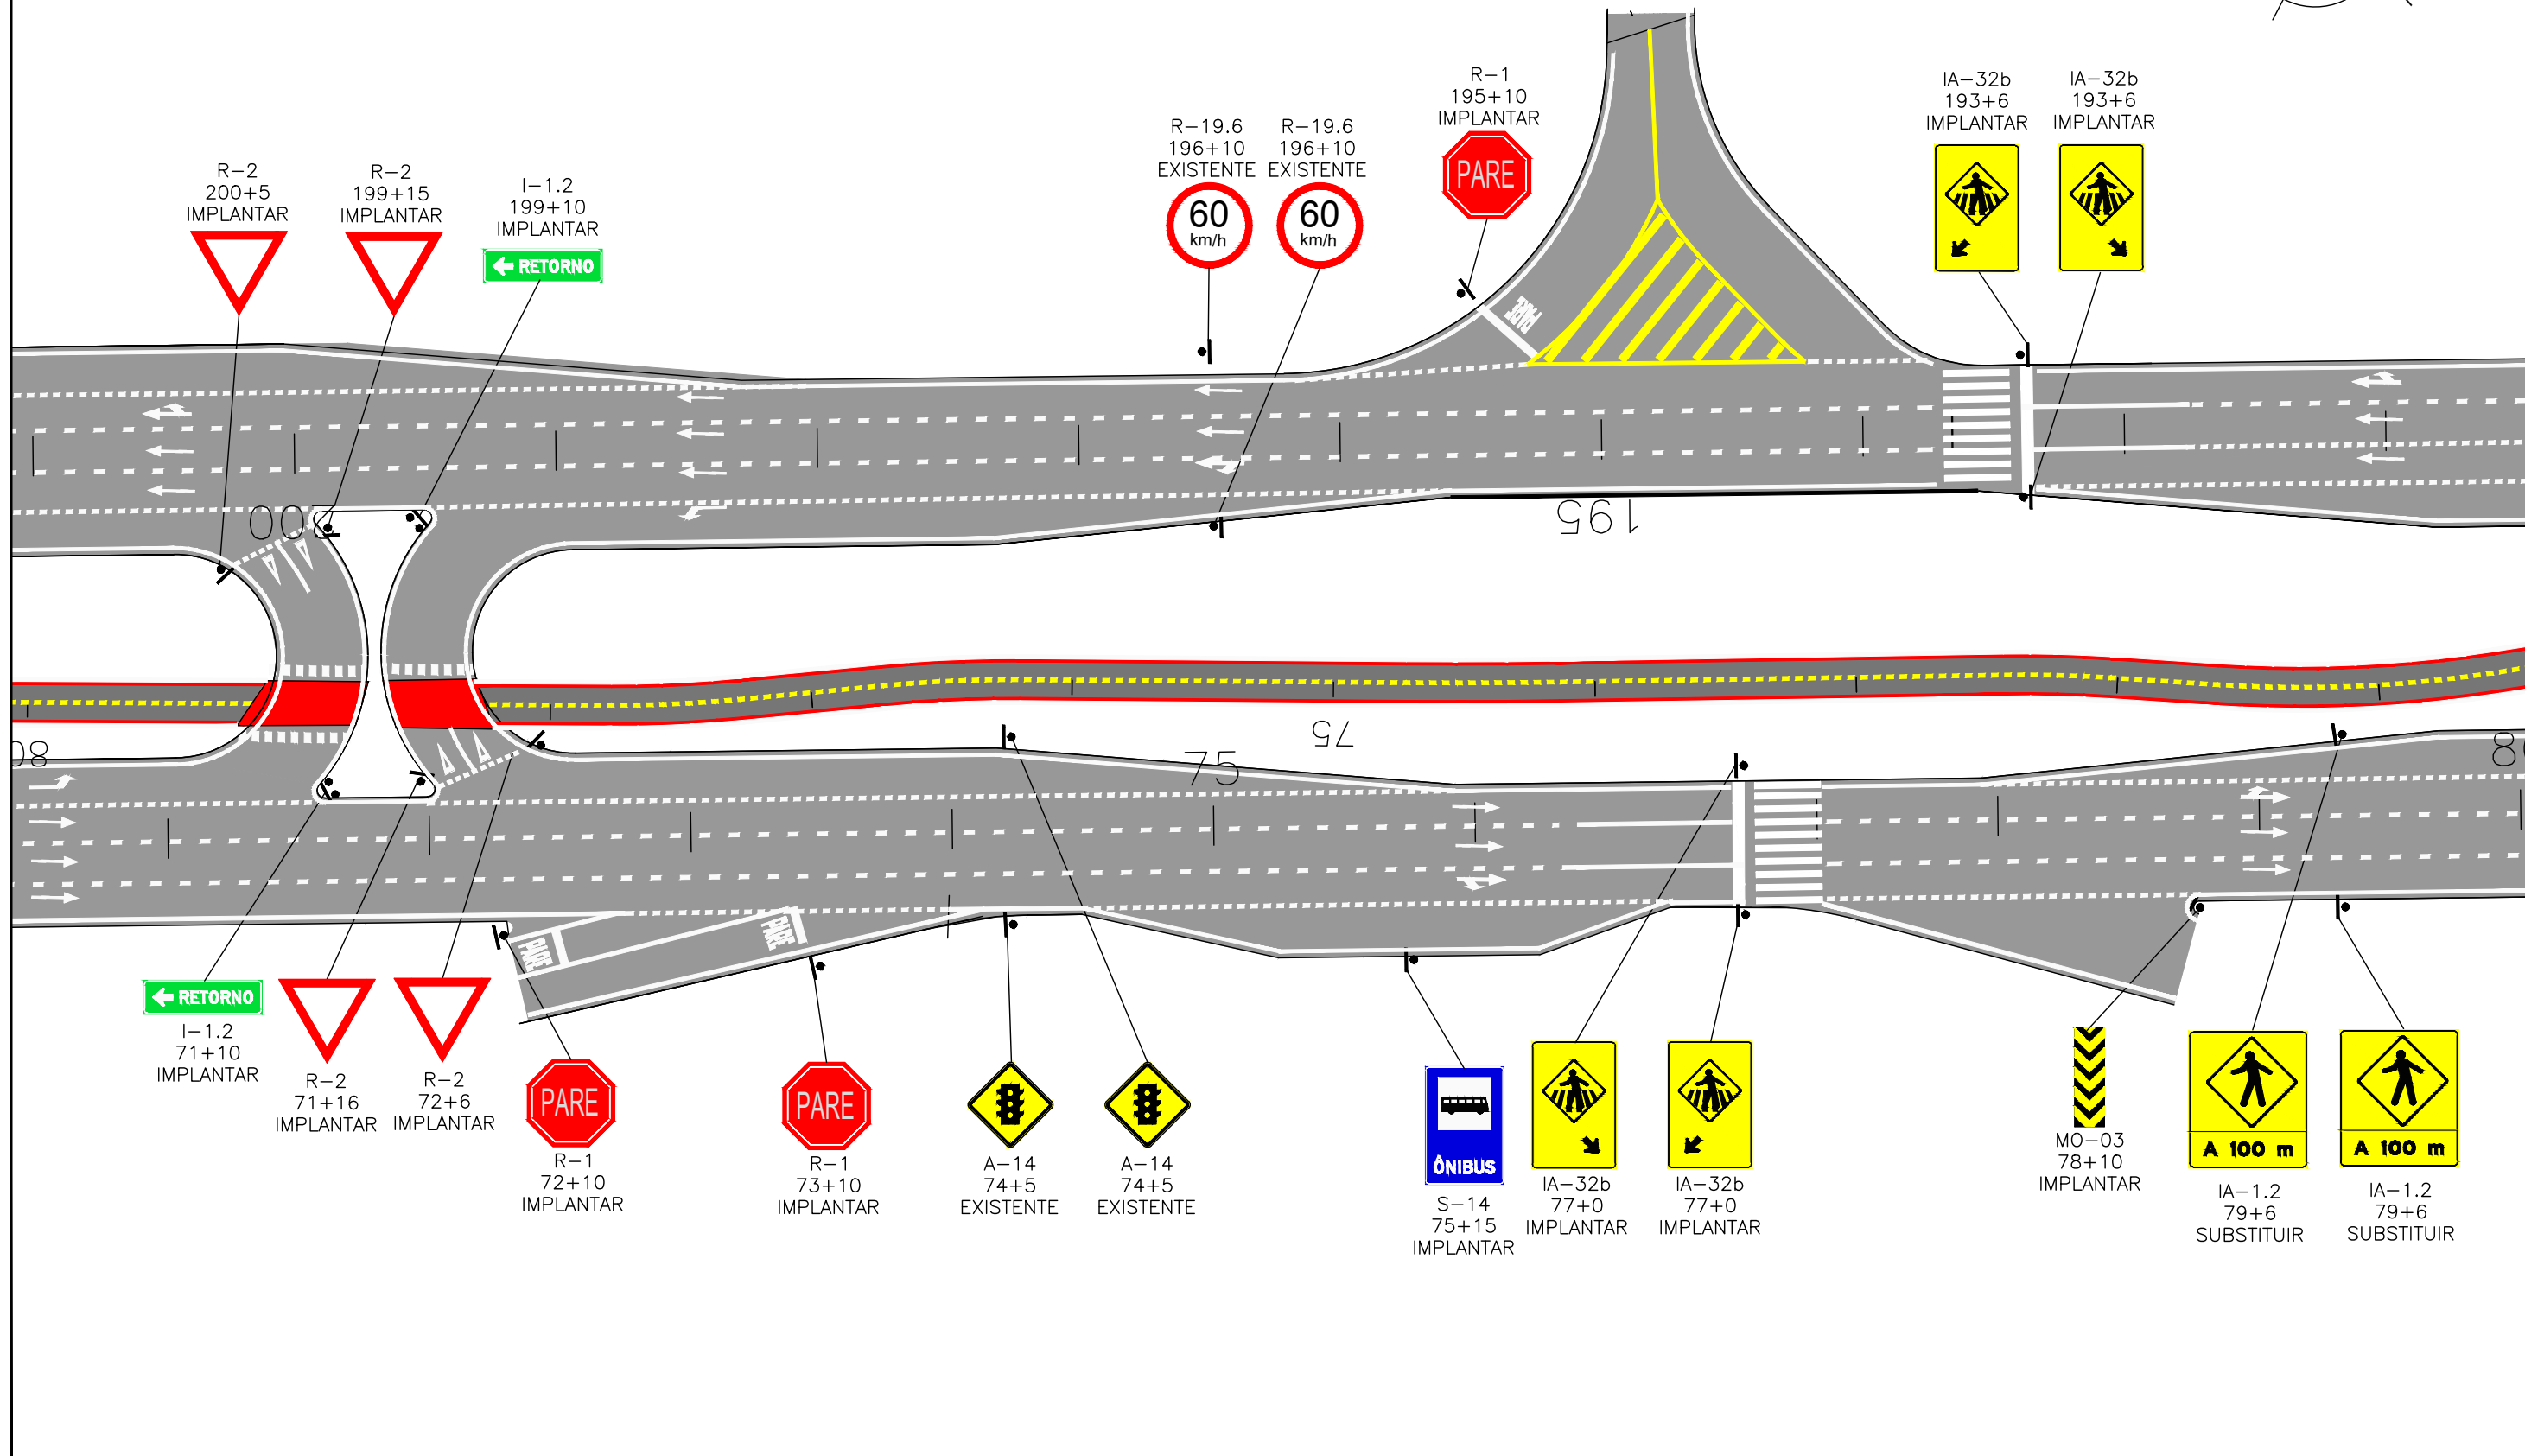 R-2
200+5
IMPLANTAR
R-2
199+15
IMPLANTAR
I-1.2
199+10
IMPLANTAR
RETORNO
R-19.6
196+10
EXISTENTE
60
km/h
R-19.6
196+10
EXISTENTE
60
km/h
R-1
195+10
IMPLANTAR
PARE
IA-32b
193+6
IMPLANTAR
IA-32b
193+6
IMPLANTAR
PARE
195
75
75
PARE
PARE
RETORNO
I-1.2
71+10
IMPLANTAR
R-2
71+16
IMPLANTAR
R-2
72+6
IMPLANTAR
PARE
R-1
72+10
IMPLANTAR
PARE
R-1
73+10
IMPLANTAR
A-14
74+5
EXISTENTE
A-14
74+5
EXISTENTE
ÔNIBUS
S-14
75+15
IMPLANTAR
IA-32b
77+0
IMPLANTAR
IA-32b
77+0
IMPLANTAR
MO-03
78+10
IMPLANTAR
A 100 m
IA-1.2
79+6
SUBSTITUIR
A 100 m
IA-1.2
79+6
SUBSTITUIR